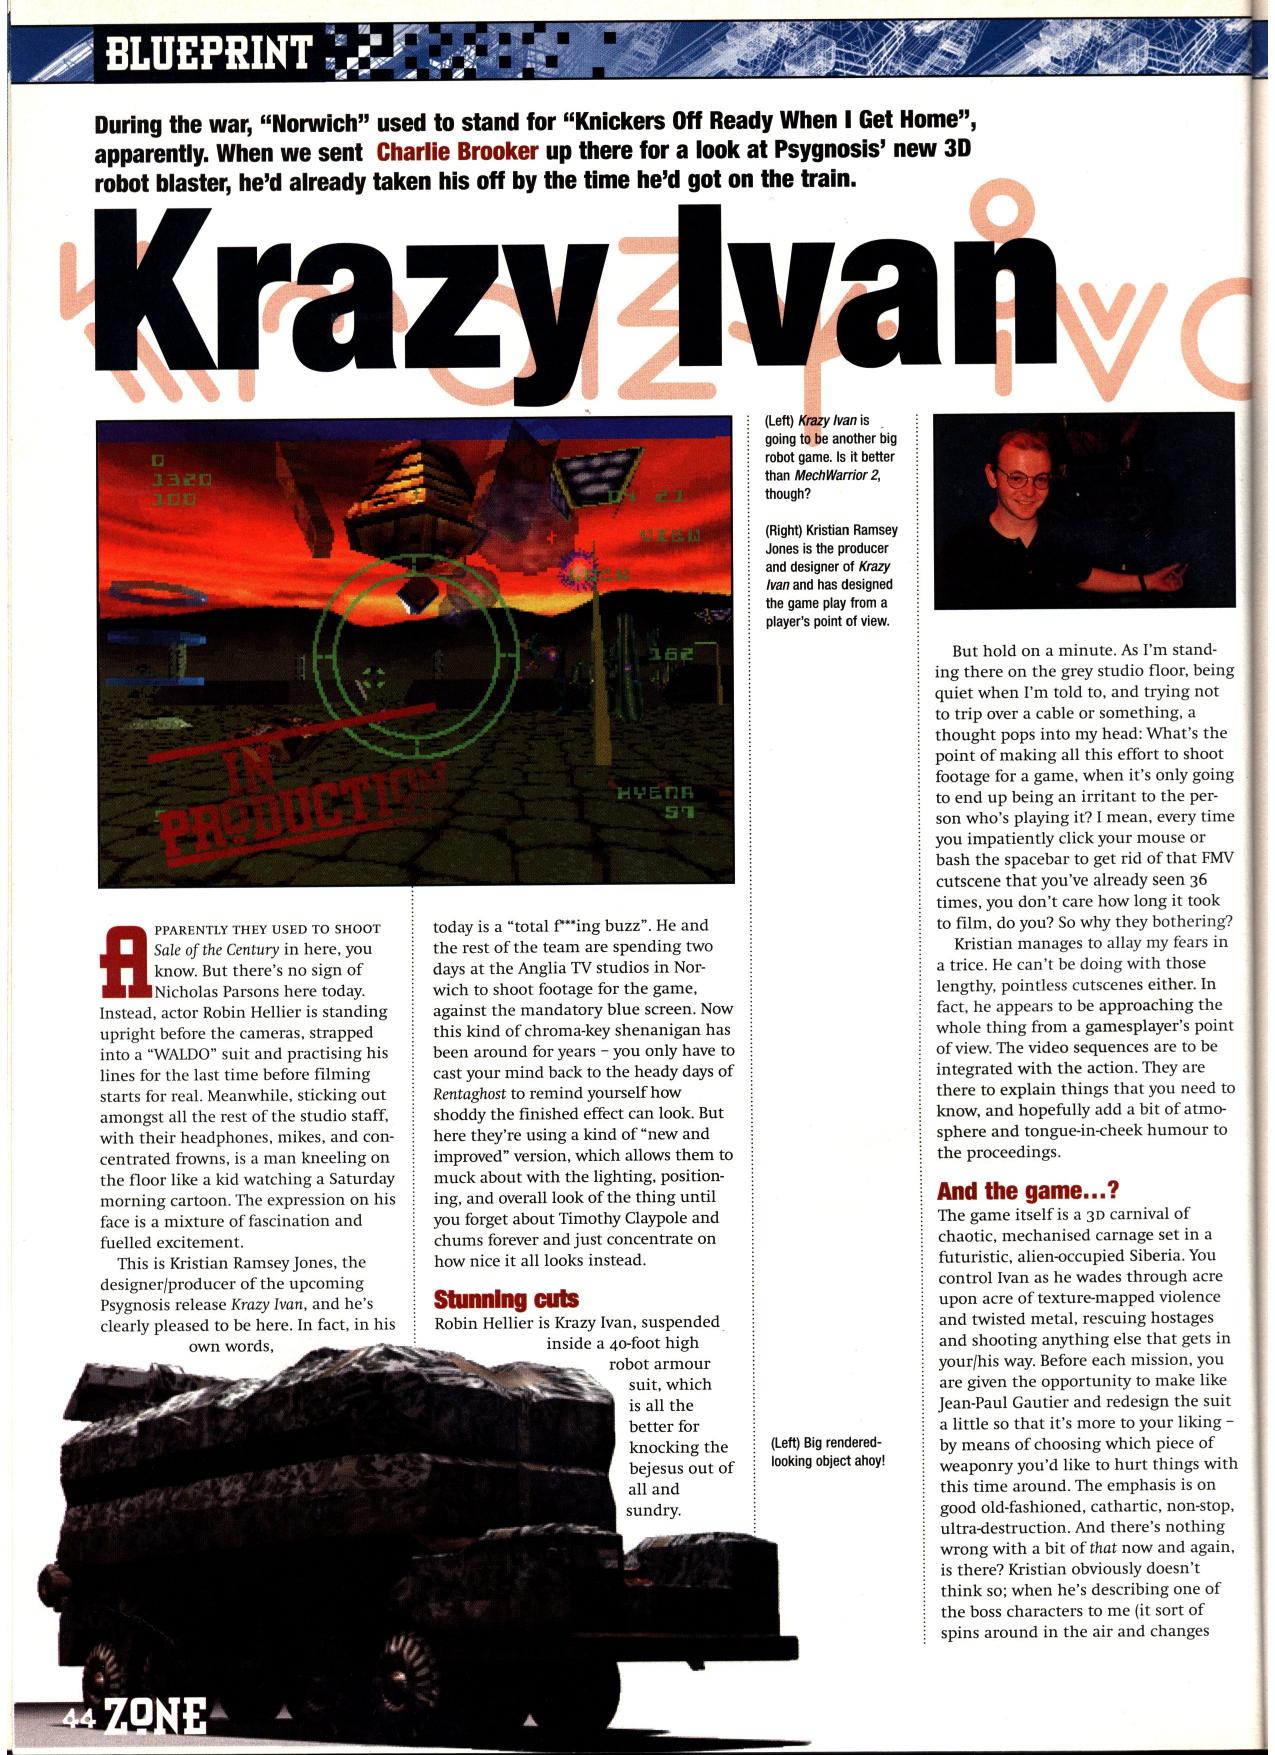 BLUEPRINT
During the war, “Norwich” used to stand for “Knickers Off Ready When I Get Home”,
apparently. When we sent Charlie Brooker up there for a look at Psygnosis’ new 3D
robot blaster, he’d already taken his off by the time he’d got on the train.
Krazy Ivan
0
1320
100
04 21
VIEW
162
HYENA
97
IN
PRODUCTION
(Left) Krazy Ivan is
going to be another big
robot game. Is it better
than MechWarrior 2,
though?
(Right) Kristian Ramsey
Jones is the producer
and designer of Krazy
Ivan and has designed
the game play from a
player’s point of view.
APPARENTLY THEY USED TO SHOOT
Sale of the Century in here, you
know. But there’s no sign of
Nicholas Parsons here today.
Instead, actor Robin Hellier is standing
upright before the cameras, strapped
into a “WALDO” suit and practising his
lines for the last time before filming
starts for real. Meanwhile, sticking out
amongst all the rest of the studio staff,
with their headphones, mikes, and con-
centrated frowns, is a man kneeling on
the floor like a kid watching a Saturday
morning cartoon. The expression on his
face is a mixture of fascination and
fuelled excitement.
This is Kristian Ramsey Jones, the
designer/producer of the upcoming
Psygnosis release Krazy Ivan, and he’s
clearly pleased to be here. In fact, in his
own words,
today is a “total f***ing buzz”. He and
the rest of the team are spending two
days at the Anglia TV studios in Nor-
wich to shoot footage for the game,
against the mandatory blue screen. Now
this kind of chroma-key shenanigan has
been around for years – you only have to
cast your mind back to the heady days of
Rentaghost to remind yourself how
shoddy the finished effect can look. But
here they’re using a kind of “new and
improved” version, which allows them to
muck about with the lighting, position-
ing, and overall look of the thing until
you forget about Timothy Claypole and
chums forever and just concentrate on
how nice it all looks instead.
Stunning cuts
Robin Hellier is Krazy Ivan, suspended
inside a 40-foot high
robot armour
suit, which
is all the
better for
knocking the
bejesus out of
all and
sundry.
(Left) Big rendered-
looking object ahoy!
But hold on a minute. As I’m stand-
ing there on the grey studio floor, being
quiet when I’m told to, and trying not
to trip over a cable or something, a
thought pops into my head: What’s the
point of making all this effort to shoot
footage for a game, when it’s only going
to end up being an irritant to the per-
son who’s playing it? I mean, every time
you impatiently click your mouse or
bash the spacebar to get rid of that FMV
cutscene that you’ve already seen 36
times, you don’t care how long it took
to film, do you? So why they bothering?
Kristian manages to allay my fears in
a trice. He can’t be doing with those
lengthy, pointless cutscenes either. In
fact, he appears to be approaching the
whole thing from a gamesplayer’s point
of view. The video sequences are to be
integrated with the action. They are
there to explain things that you need to
know, and hopefully add a bit of atmo-
sphere and tongue-in-cheek humour to
the proceedings.
And the game...?
The game itself is a 3D carnival of
chaotic, mechanised carnage set in a
futuristic, alien-occupied Siberia. You
control Ivan as he wades through acre
upon acre of texture-mapped violence
and twisted metal, rescuing hostages
and shooting anything else that gets in
your/his way. Before each mission, you
are given the opportunity to make like
Jean-Paul Gautier and redesign the suit
a little so that it’s more to your liking –
by means of choosing which piece of
weaponry you’d like to hurt things with
this time around. The emphasis is on
good old-fashioned, cathartic, non-stop,
ultra-destruction. And there’s nothing
wrong with a bit of that now and again,
is there? Kristian obviously doesn’t
think so; when he’s describing one of
the boss characters to me (it sort of
spins around in the air and changes
44 ZONE